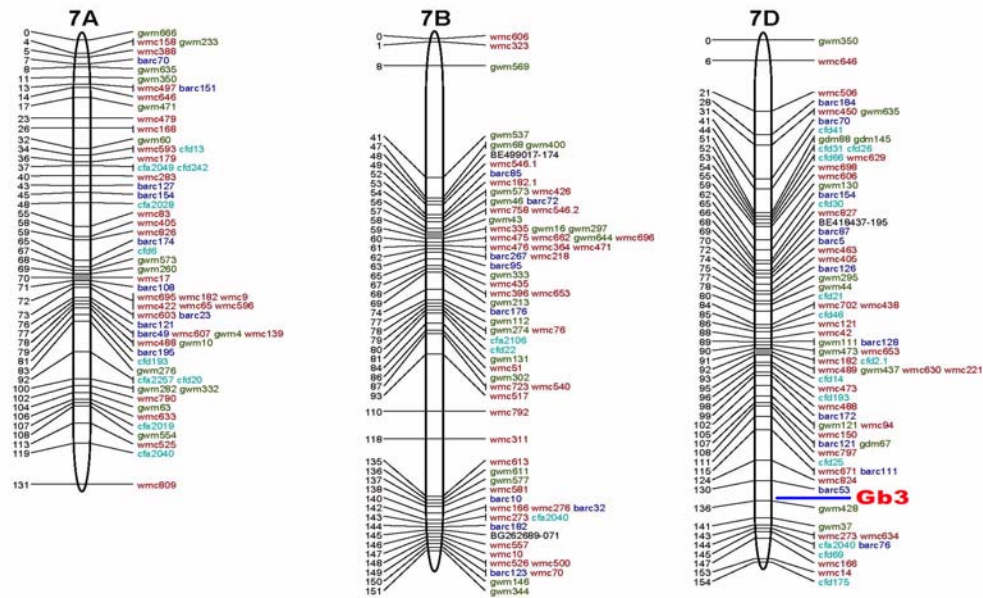 7A
0 gwm666
4 wmc158 gwm233
5 wmc388
7 barc70
8 gwm635
11 gwm350
13 wmc497 barc151
14 wmc646
17 gwm471
23 wmc479
26 wmc168
32 gwm60
34 wmc593 cfd13
36 wmc179
37 cfa2049 cfd242
40 wmc283
43 barc127
45 barc154
48 cfa2028
55 wmc83
58 wmc405
59 wmc826
65 barc174
67 cfd6
68 gwm573
69 gwm260
70 wmc17
71 barc108
wmc695 wmc182 wmc9
72 wmc422 wmc65 wmc596
73 wmc603 barc23
76 barc121
77 barc49 wmc607 gwm4 wmc139
78 wmc488 gwm10
79 barc195
81 cfd193
83 gwm276
92 cfa2257 cfd20
100 gwm282 gwm332
102 wmc790
104 gwm63
106 wmc633
107 cfa2019
108 gwm554
113 wmc525
119 cfa2040
131 wmc809
7B
0 wmc606
1 wmc323
8 gwm569
41 gwm537
47 gwm68 gwm400
48 BE499017-174
49 wmc546.1
52 barc85
53 wmc182.1
54 gwm573 wmc426
56 gwm46 barc72
57 wmc758 wmc546.2
58 gwm43
59 wmc335 gwm16 gwm297
60 wmc475 wmc662 gwm644 wmc696
61 wmc476 wmc364 wmc471
62 barc267 wmc218
63 barc95
65 gwm333
67 wmc435
68 wmc396 wmc653
69 gwm213
74 barc176
77 gwm112
78 gwm274 wmc76
79 cfa2106
80 cfd22
81 gwm131
84 wmc51
86 gwm302
87 wmc723 wmc540
93 wmc517
110 wmc792
118 wmc311
135 wmc613
136 gwm611
137 gwm577
138 wmc581
140 barc10
142 wmc166 wmc276 barc32
143 wmc273 cfa2040
144 barc182
145 BG262689-071
146 wmc557
147 wmc10
148 wmc526 wmc500
149 barc123 wmc70
150 gwm146
151 gwm344
7D
0 gwm350
6 wmc646
21 wmc506
28 barc184
31 wmc450 gwm635
41 barc70
44 cfd41
51 gdm88 gdm145
52 cfd31 cfd26
53 cfd66 wmc629
54 wmc698
55 wmc606
59 gwm130
62 barc154
65 cfd30
66 wmc827
68 BE418437-195
69 barc87
70 barc5
72 wmc463
74 wmc405
75 barc126
76 gwm295
78 gwm44
80 cfd21
84 wmc702 wmc438
85 cfd46
86 wmc121
88 wmc42
89 gwm111 barc128
90 gwm473 wmc653
91 wmc182 cfd2.1
92 wmc489 gwm437 wmc630 wmc221
93 cfd14
95 wmc473
96 cfd193
98 wmc488
99 barc172
102 gwm121 wmc94
105 wmc150
107 barc121 gdm67
108 wmc797
111 cfd25
115 wmc671 barc111
124 wmc824
130 barc53
Gb3
136 gwm428
141 gwm37
143 wmc273 wmc634
144 cfa2040 barc76
145 cfd69
147 wmc166
153 wmc14
154 cfd175